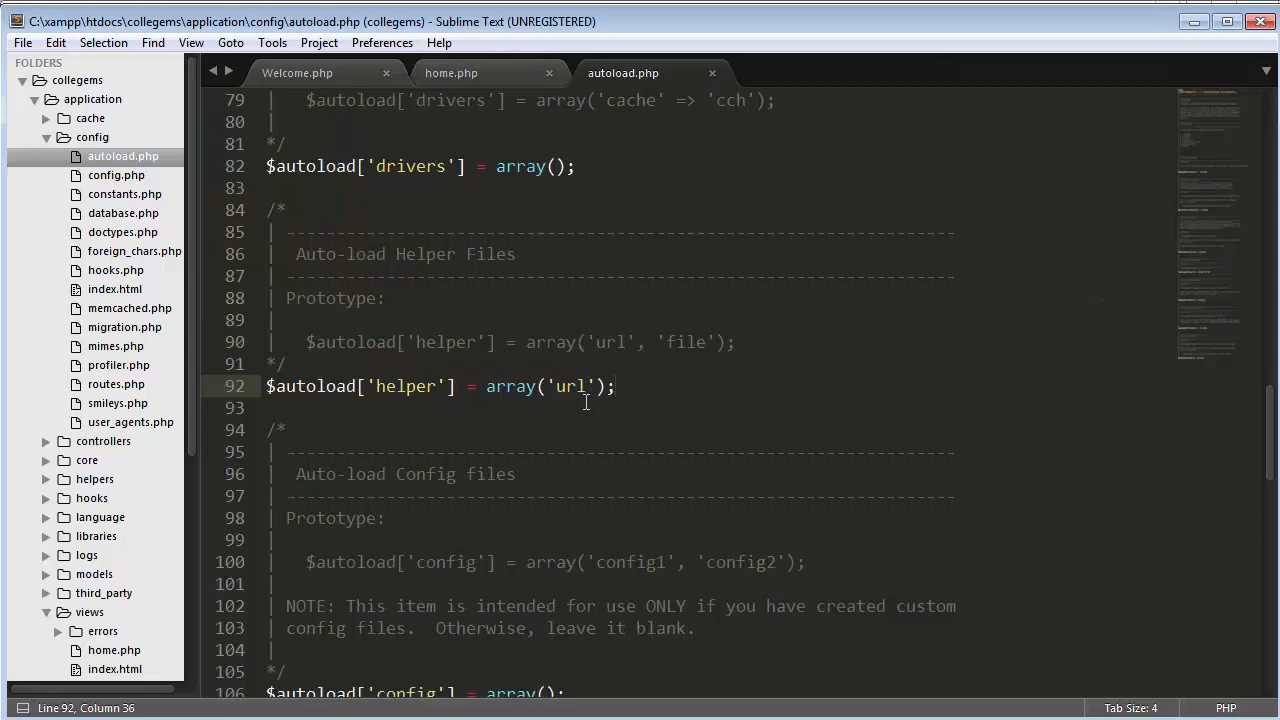 C:\xampp\htdocs\collegems\application\config\autoload.php (collegems) - Sublime Text (UNREGISTERED)
File Edit Selection Find View Goto Tools Project Preferences Help
FOLDERS
collegems
application
cache
config
autoload.php
config.php
constants.php
database.php
doctypes.php
foreign_chars.php
hooks.php
index.html
memcached.php
migration.php
mimes.php
profiler.php
routes.php
smileys.php
user_agents.php
controllers
core
helpers
hooks
language
libraries
logs
models
third_party
views
errors
home.php
index.html
Welcome.php × home.php × autoload.php ×
79 | $autoload['drivers'] = array('cache' => 'cch');
80 |
81 */
82 $autoload['drivers'] = array();
83
84 /*
85 | -------------------------------------------------------------------
86 | Auto-load Helper Files
87 | -------------------------------------------------------------------
88 | Prototype:
89 |
90 | $autoload['helper'] = array('url', 'file');
91 */
92 $autoload['helper'] = array('url');
93
94 /*
95 | -------------------------------------------------------------------
96 | Auto-load Config files
97 | -------------------------------------------------------------------
98 | Prototype:
99 |
100 | $autoload['config'] = array('config1', 'config2');
101 |
102 | NOTE: This item is intended for use ONLY if you have created custom
103 | config files.  Otherwise, leave it blank.
104 |
105 */
106 $autoload['config'] = array();
Line 92, Column 36
Tab Size: 4 PHP